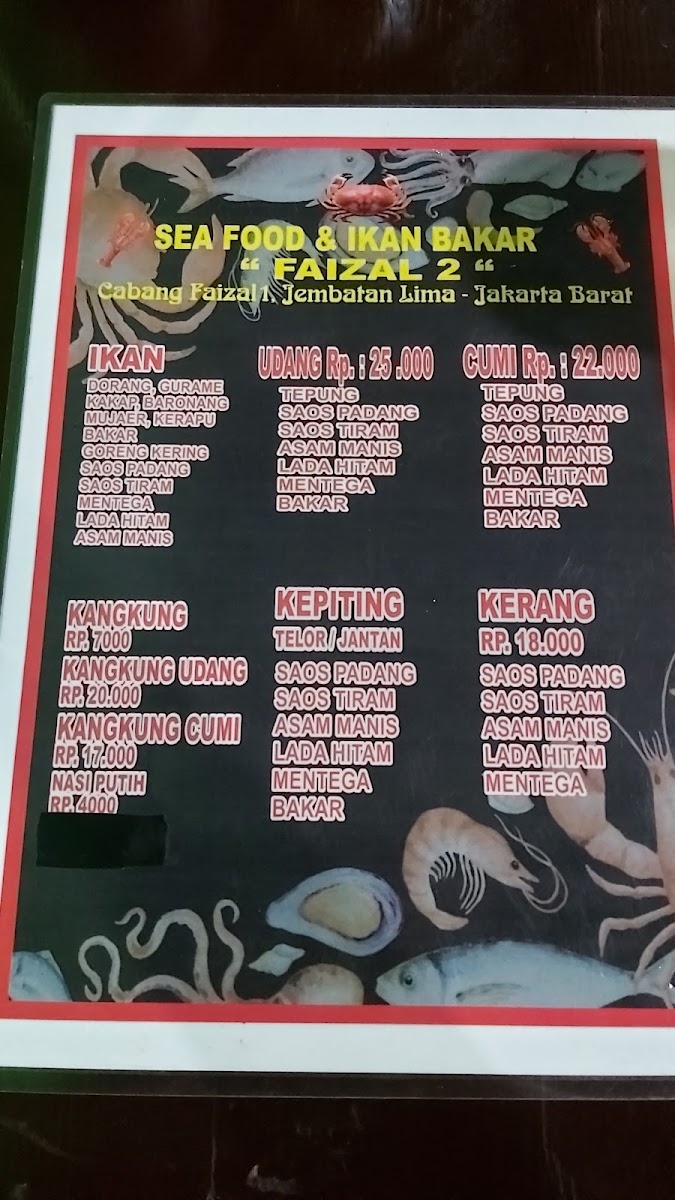 SEA FOOD & IKAN BAKAR
“ FAIZAL 2 “
Cabang Faizal 1, Jembatan Lima - Jakarta Barat
IKAN
DORANG, GURAME
KAKAP, BARONANG
MUJAER, KERAPU
BAKAR
GORENG KERING
SAOS PADANG
SAOS TIRAM
MENTEGA
LADA HITAM
ASAM MANIS
UDANG Rp. : 25 .000
TEPUNG
SAOS PADANG
SAOS TIRAM
ASAM MANIS
LADA HITAM
MENTEGA
BAKAR
CUMI Rp. : 22.000
TEPUNG
SAOS PADANG
SAOS TIRAM
ASAM MANIS
LADA HITAM
MENTEGA
BAKAR
KANGKUNG
RP. 7000
KANGKUNG UDANG
RP. 20.000
KANGKUNG CUMI
RP. 17.000
NASI PUTIH
RP. 4000
KEPITING
TELOR / JANTAN
SAOS PADANG
SAOS TIRAM
ASAM MANIS
LADA HITAM
MENTEGA
BAKAR
KERANG
RP. 18.000
SAOS PADANG
SAOS TIRAM
ASAM MANIS
LADA HITAM
MENTEGA